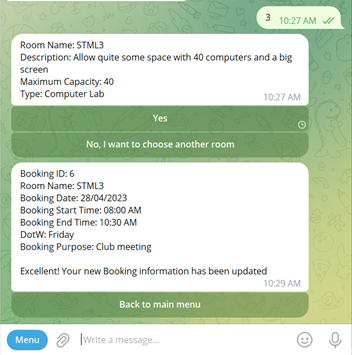 3 10:27 AM
Room Name: STML3
Description: Allow quite some space with 40 computers and a big
screen
Maximum Capacity: 40
Type: Computer Lab
10:27 AM
Yes
No, I want to choose another room
Booking ID: 6
Room Name: STML3
Booking Date: 28/04/2023
Booking Start Time: 08:00 AM
Booking End Time: 10:30 AM
DotW: Friday
Booking Purpose: Club meeting
Excellent! Your new Booking information has been updated
10:29 AM
Back to main menu
Menu Write a message...